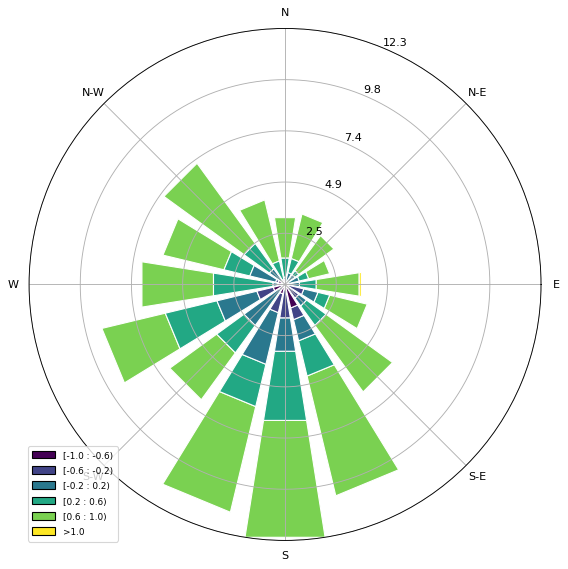 N
12.3
N-W
9.8
N-E
7.4
4.9
2.5
W
E
[-1.0 : -0.6)
[-0.6 : -0.2)
[-0.2 : 0.2)
[0.2 : 0.6)
[0.6 : 1.0)
>1.0
S-W
S-E
S